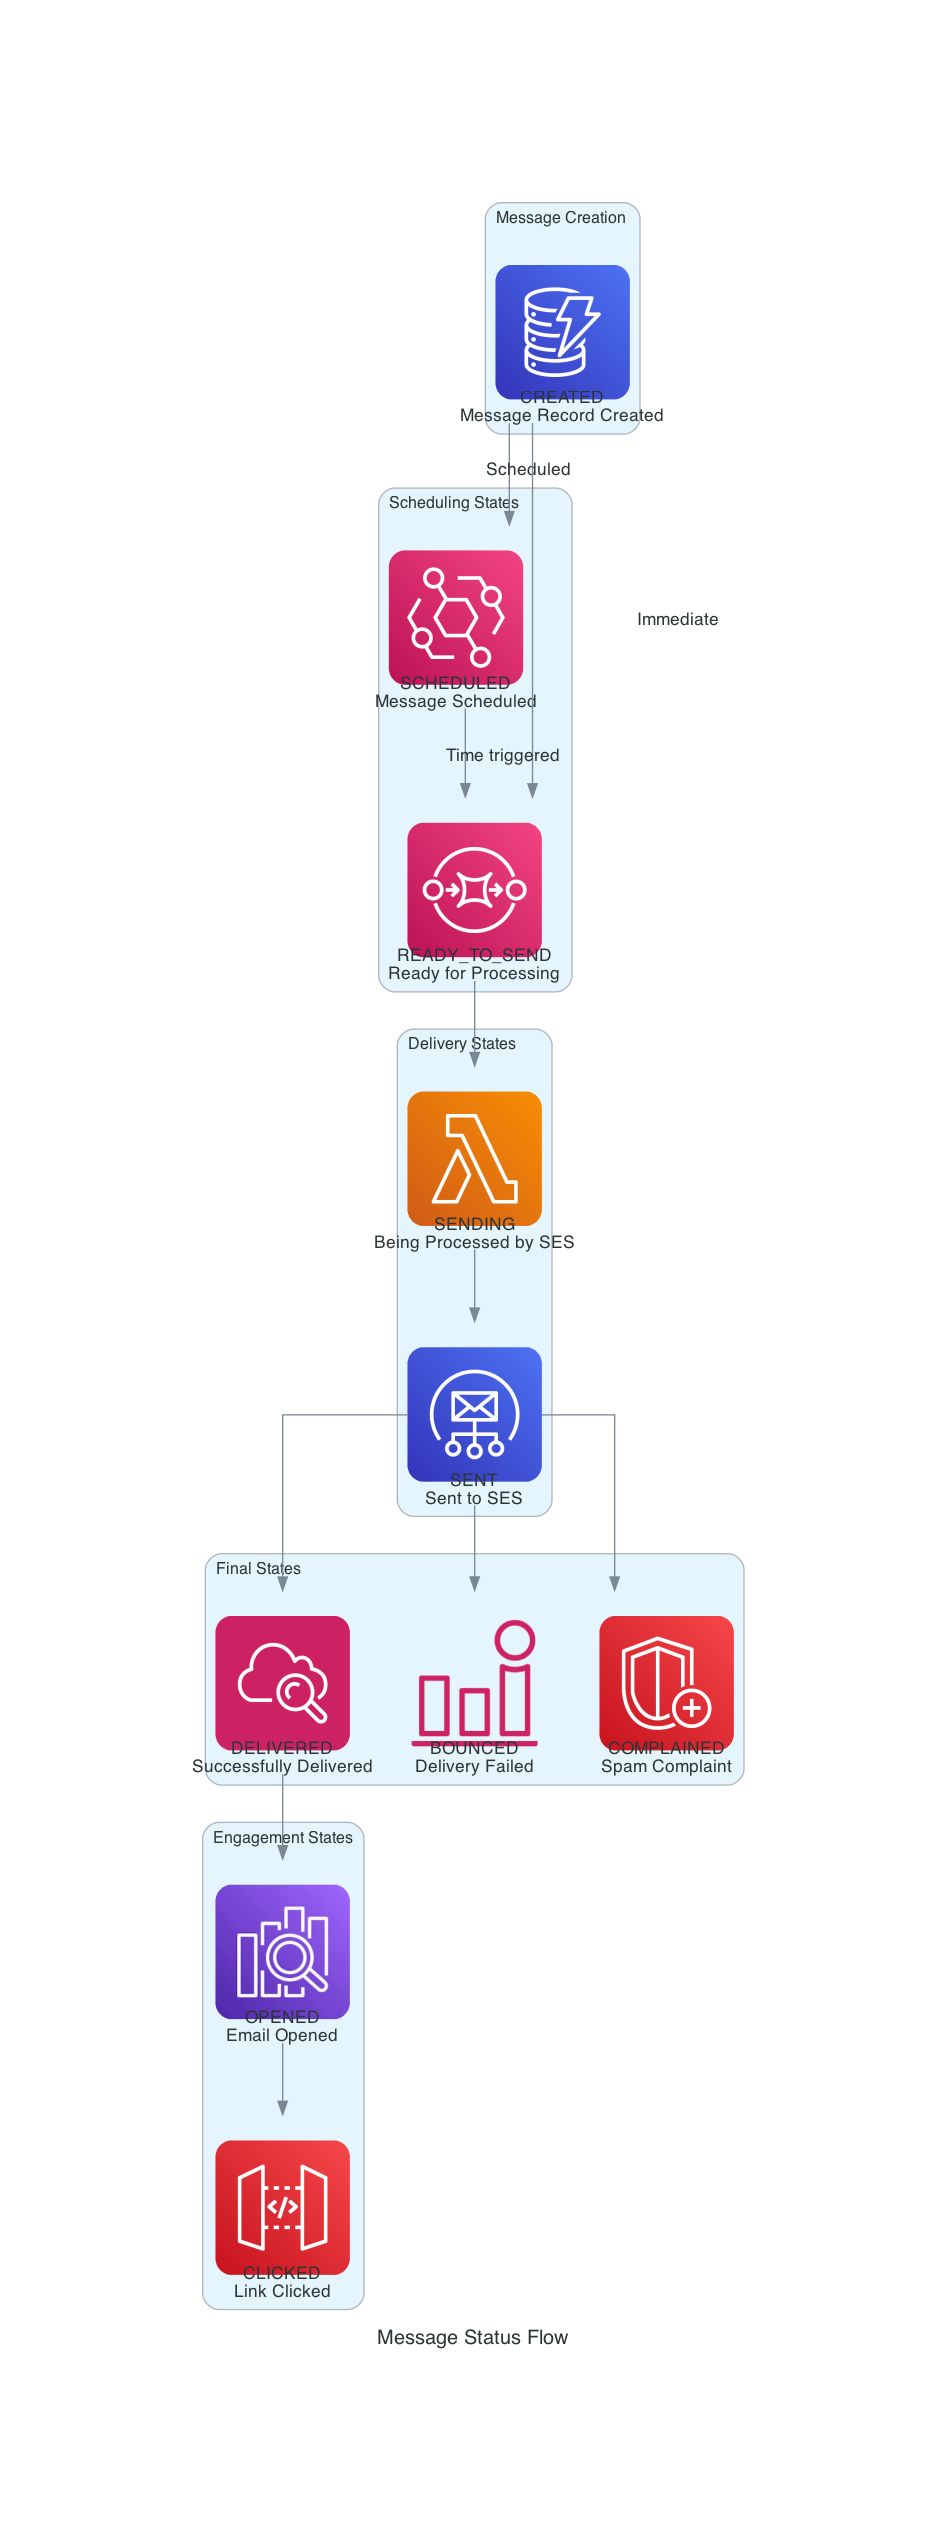 Message Creation
CREATED
Message Record Created
Scheduled
Scheduling States
Immediate
SCHEDULED
Message Scheduled
Time triggered
READY_TO_SEND
Ready for Processing
Delivery States
SENDING
Being Processed by SES
SENT
Sent to SES
Final States
DELIVERED
Successfully Delivered
BOUNCED
Delivery Failed
COMPLAINED
Spam Complaint
Engagement States
OPENED
Email Opened
CLICKED
Link Clicked
Message Status Flow